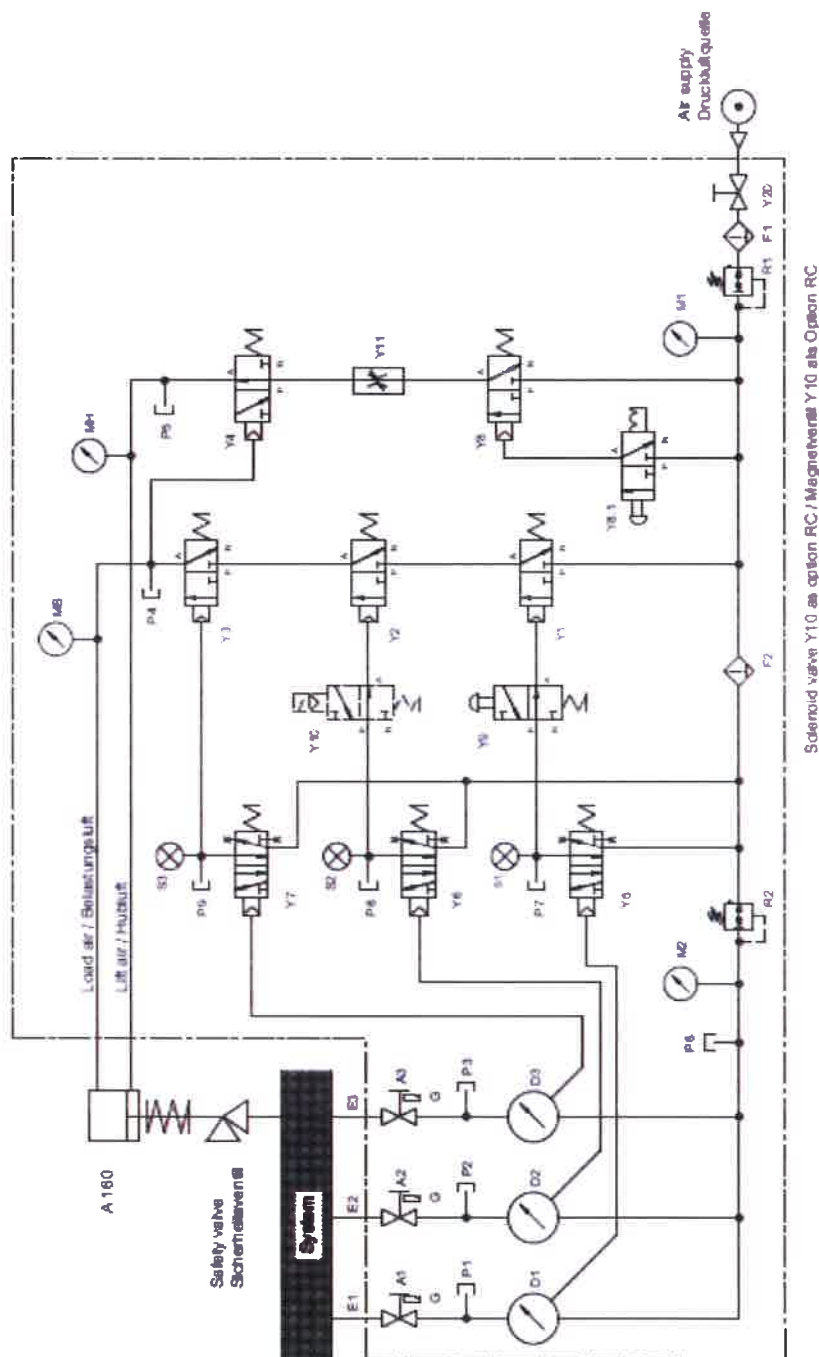 Air supply
Druckluftquelle
Y20
F1
R1
M1
MH
P5
Y4
A
P
R
Y11
Y8
A
P
R
Y8.1
A
P
R
MB
P4
Y3
A
P
R
Y2
A
P
R
Y1
A
P
R
Y10
P
R
Y9
P
R
F2
Load air / Belastungsluft
Lift air / Hubluft
S3
P9
Y7
S2
P8
Y6
S1
P7
Y5
R2
M2
P6
A 160
Safety valve
Sicherheitsventil
System
E3
A3
G
P3
D3
E2
A2
G
P2
D2
E1
A1
G
P1
D1
Solenoid valve Y10 as option RC / Magnetventil Y10 als Option RC